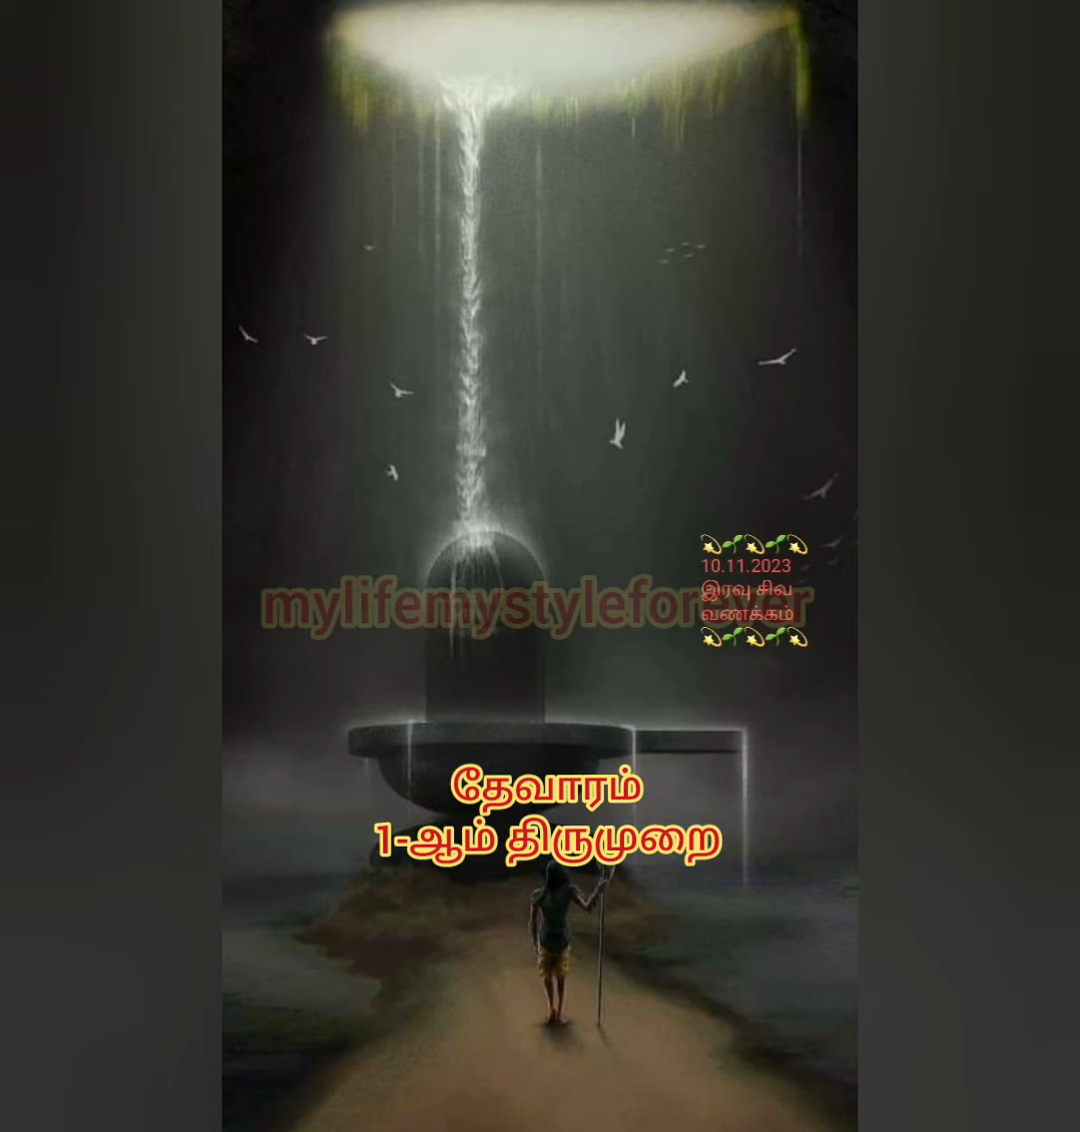 💫🌱💫🌱💫
10.11.2023
இரவு சிவ
வணக்கம்
💫🌱💫🌱💫
mylifemystyleforever
தேவாரம்
1-ஆம் திருமுறை